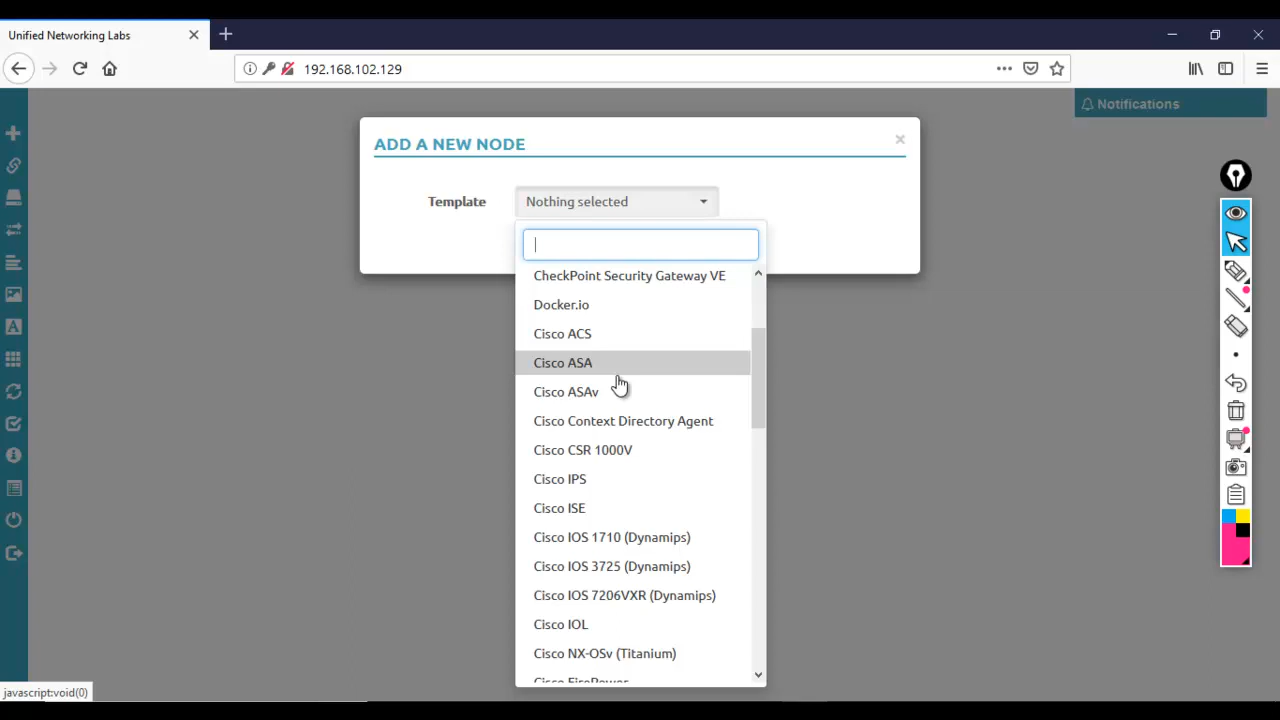 Unified Networking Labs
192.168.102.129
Notifications
ADD A NEW NODE
Template
Nothing selected
CheckPoint Security Gateway VE
Docker.io
Cisco ACS
Cisco ASA
Cisco ASAv
Cisco Context Directory Agent
Cisco CSR 1000V
Cisco IPS
Cisco ISE
Cisco IOS 1710 (Dynamips)
Cisco IOS 3725 (Dynamips)
Cisco IOS 7206VXR (Dynamips)
Cisco IOL
Cisco NX-OSv (Titanium)
Cisco FirePower
javascript:void(0)